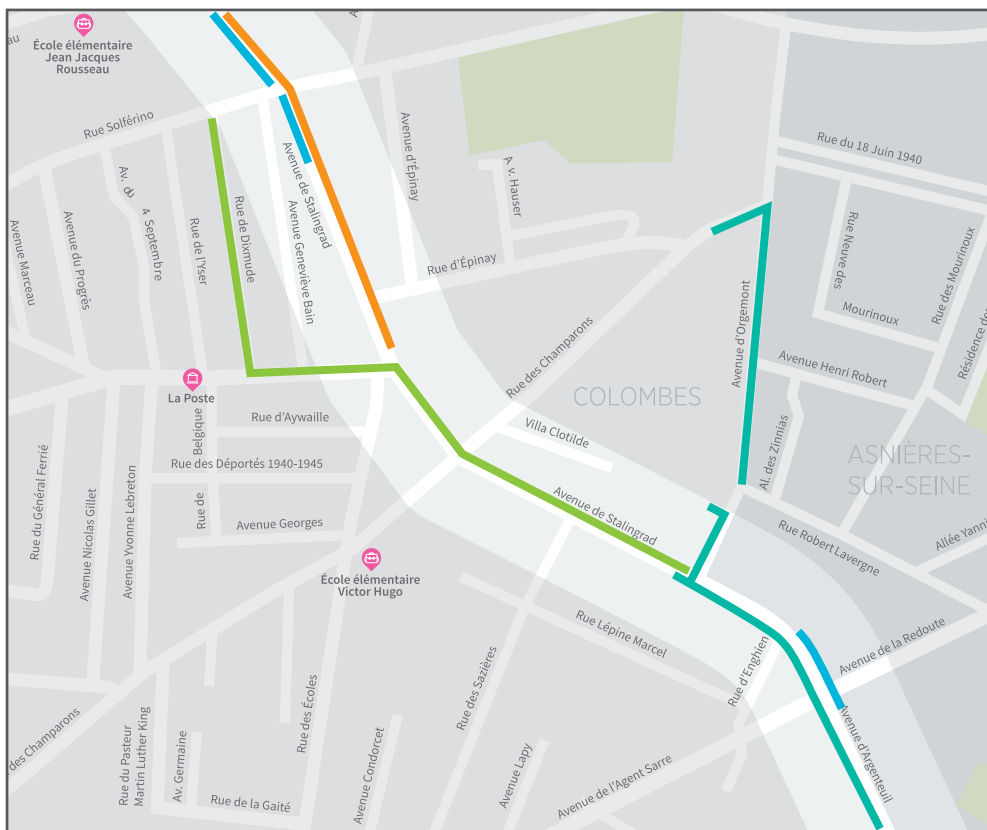 École élémentaire
Jean Jacques
Rousseau
Rue Solférino
Avenue de Stalingrad
Avenue Geneviève Bain
Avenue d'Épinay
A v. Hauser
Rue du 18 Juin 1940
Avenue Marceau
Avenue du Progrès
Av. du
4 Septembre
Rue de l'Yser
Rue de Dixmude
Rue d'Épinay
Rue Neuve des
Mourinoux
Rue des Mourinoux
Résidence de
Rue des Champarons
Avenue d'Orgemont
Avenue Henri Robert
COLOMBES
La Poste
Rue d'Aywaille
Belgique
Rue de
Rue des Déportés 1940-1945
Villa Clotilde
Al. des Zinnias
ASNIÈRES-
SUR-SEINE
Rue du Général Ferrié
Avenue Nicolas Gillet
Avenue Yvonne Lebreton
Avenue Georges
Avenue de Stalingrad
Rue Robert Lavergne
Allée Yanni
École élémentaire
Victor Hugo
Rue Lépine Marcel
Rue d'Enghien
Avenue de la Redoute
Rue des Sazières
Rue des Écoles
des Champarons
Rue du Pasteur
Martin Luther King
Av. Germaine
Rue de la Gaité
Avenue Condorcet
Avenue Lapy
Avenue de l'Agent Sarre
Avenue d'Argenteuil